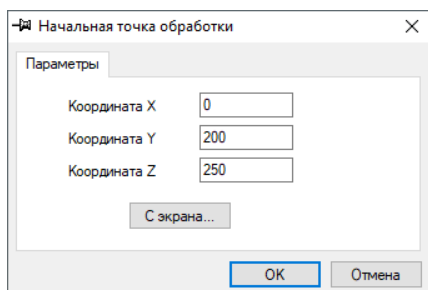 Начальная точка обработки
Параметры
Координата X 0
Координата Y 200
Координата Z 250
С экрана...
OK Отмена